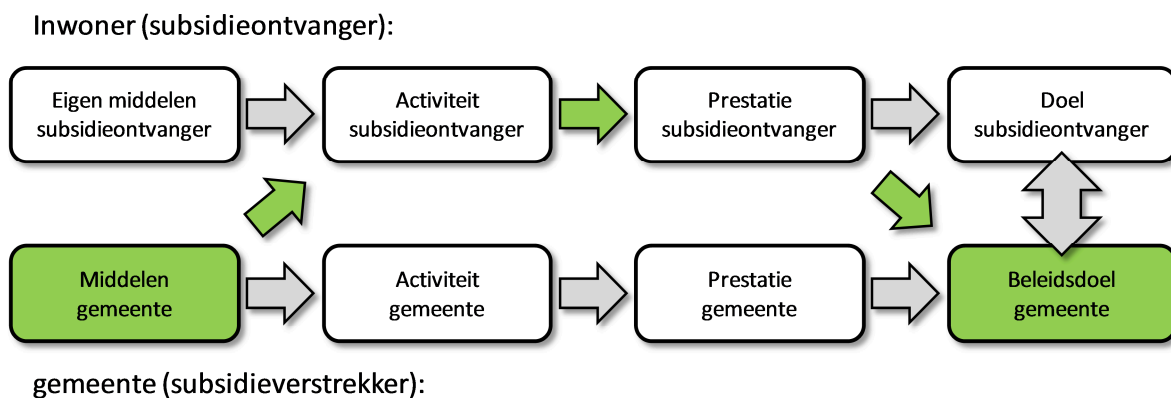 Inwoner (subsidieontvanger):
Eigen middelen
subsidieontvanger
Activiteit
subsidieontvanger
Prestatie
subsidieontvanger
Doel
subsidieontvanger
Middelen
gemeente
Activiteit
gemeente
Prestatie
gemeente
Beleidsdoel
gemeente
gemeente (subsidieverstrekker):